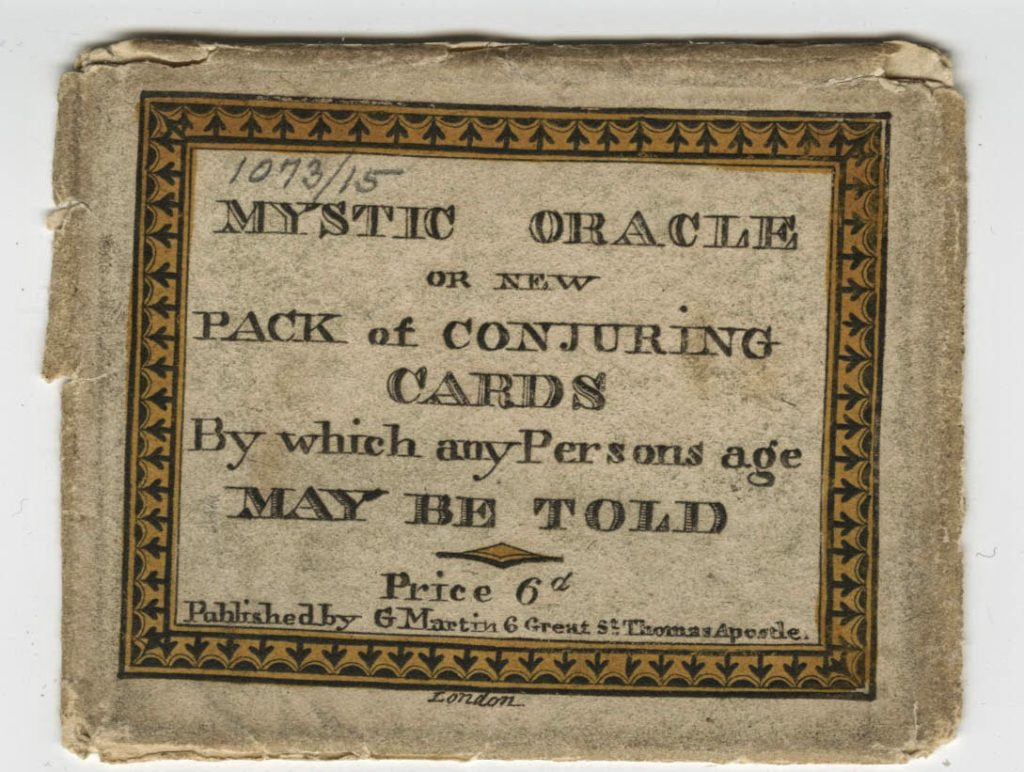 1073/15
MYSTIC ORACLE
OR NEW
PACK of CONJURING
CARDS
By which any Persons age
MAY BE TOLD
Price 6d
Published by G Martin 6 Great St Thomas Apostle.
London